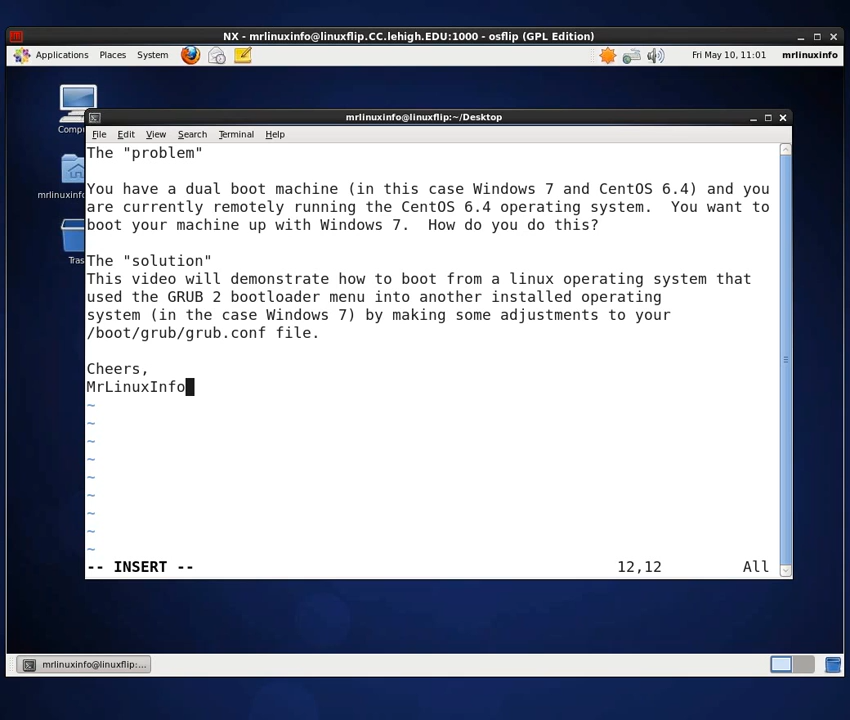 NX - mrlinuxinfo@linuxflip.CC.lehigh.EDU:1000 - osflip (GPL Edition)
Applications Places System Fri May 10, 11:01 mrlinuxinfo
mrlinuxinfo@linuxflip:~/Desktop
File Edit View Search Terminal Help
The "problem"
You have a dual boot machine (in this case Windows 7 and CentOS 6.4) and you
are currently remotely running the CentOS 6.4 operating system.  You want to
boot your machine up with Windows 7.  How do you do this?
The "solution"
This video will demonstrate how to boot from a linux operating system that
used the GRUB 2 bootloader menu into another installed operating
system (in the case Windows 7) by making some adjustments to your
/boot/grub/grub.conf file.
Cheers,
MrLinuxInfo
~
~
~
~
~
~
~
~
~
-- INSERT -- 12,12 All
mrlinuxinfo@linuxflip:...